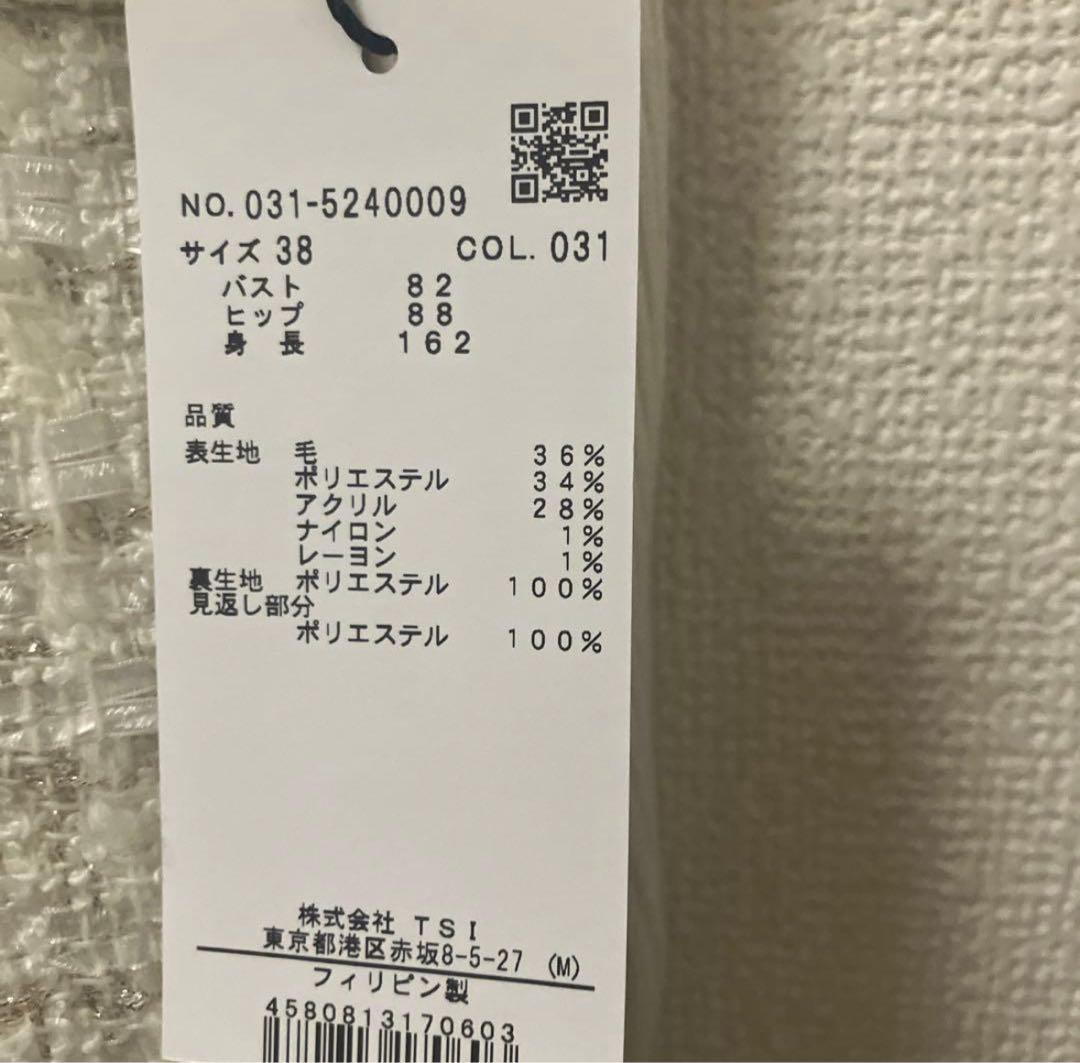 NO. 031-5240009
サイズ 38 COL. 031
バスト 82
ヒップ 88
身 長 162
品質
表生地 毛 36%
ポリエステル 34%
アクリル 28%
ナイロン 1%
レーヨン 1%
裏生地 ポリエステル 100%
見返し部分
ポリエステル 100%
株式会社 TSI
東京都港区赤坂8-5-27 (M)
フィリピン製
4580813170603